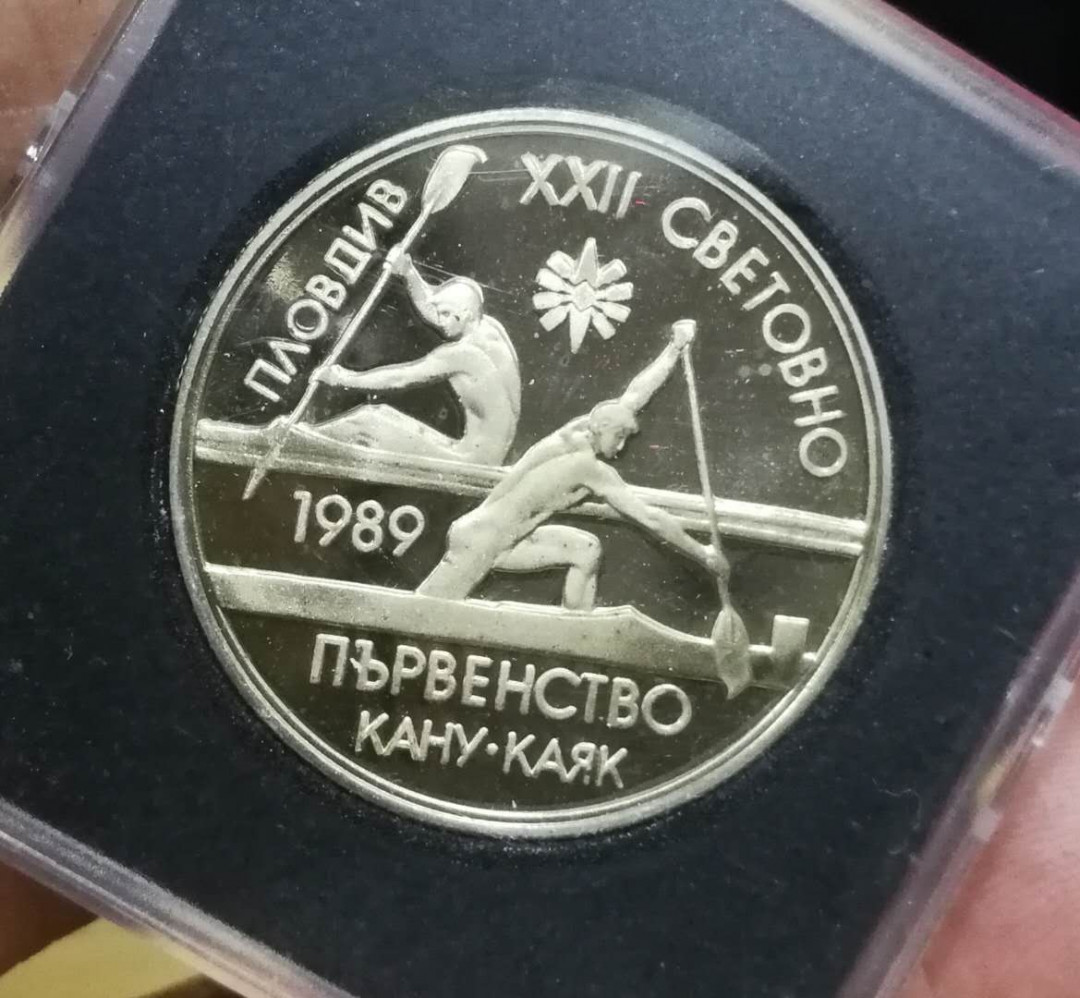 ПЛОВДИВ
XXII СВЕТОВНО
1989
ПЪРВЕНСТВО
КАНУ·КАЯК